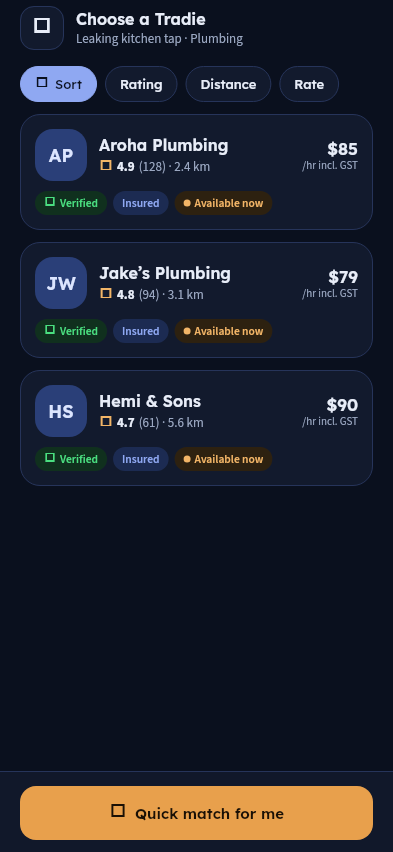 Choose a Tradie
Leaking kitchen tap · Plumbing
Sort Rating Distance Rate
AP Aroha Plumbing $85
4.9 (128) · 2.4 km /hr incl. GST
Verified Insured Available now
JW Jake’s Plumbing $79
4.8 (94) · 3.1 km /hr incl. GST
Verified Insured Available now
HS Hemi & Sons $90
4.7 (61) · 5.6 km /hr incl. GST
Verified Insured Available now
Quick match for me